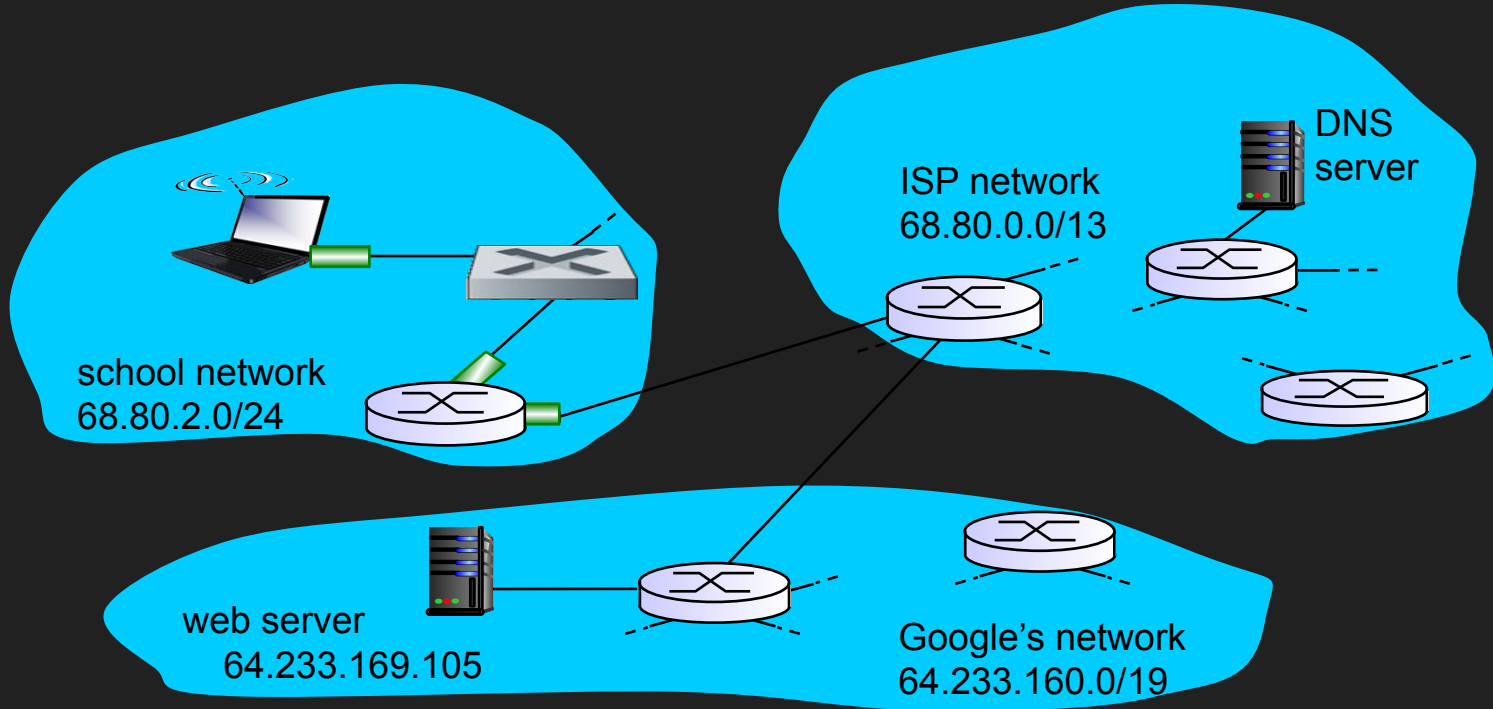 DNS
server
ISP network
68.80.0.0/13
school network
68.80.2.0/24
web server
64.233.169.105
Google’s network
64.233.160.0/19